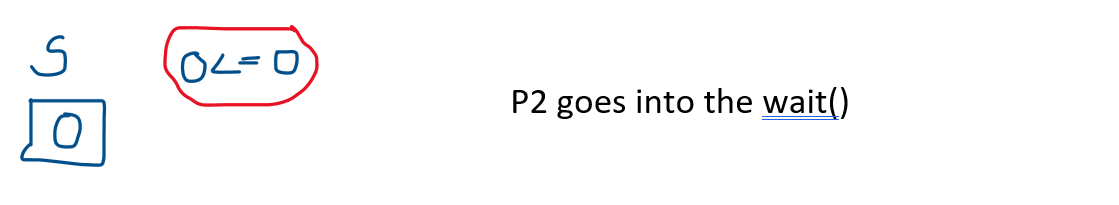 S
0<=0
0
P2 goes into the wait()